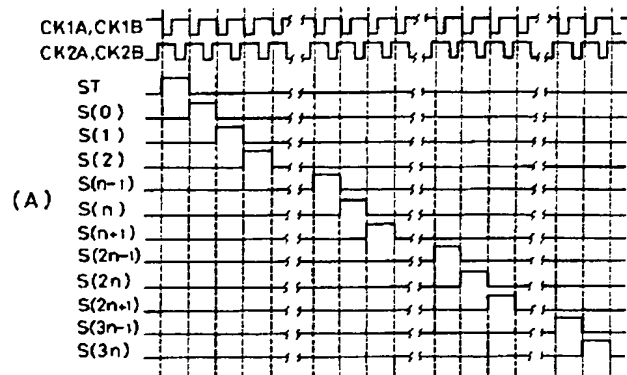 CK1A,CK1B
CK2A,CK2B
ST
S(0)
S(1)
S(2)
S(n-1)
(A)
S(n)
S(n+1)
S(2n-1)
S(2n)
S(2n+1)
S(3n-1)
S(3n)